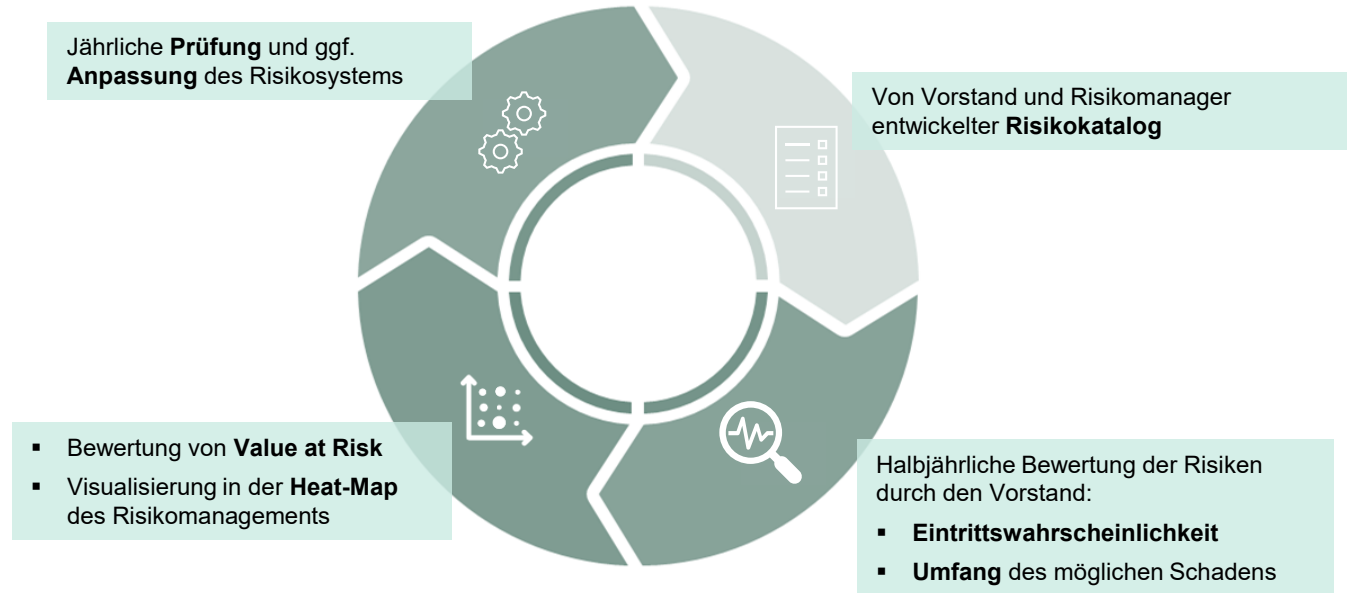 Jährliche Prüfung und ggf.
Anpassung des Risikosystems
Von Vorstand und Risikomanager
entwickelter Risikokatalog
▪ Bewertung von Value at Risk
▪ Visualisierung in der Heat-Map
des Risikomanagements
Halbjährliche Bewertung der Risiken
durch den Vorstand:
▪ Eintrittswahrscheinlichkeit
▪ Umfang des möglichen Schadens